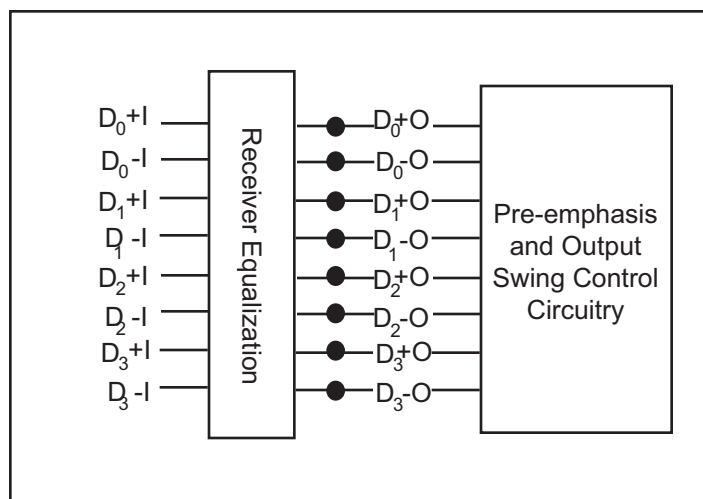 D0+I
D0-I
D1+I
D1-I
D2+I
D2-I
D3+I
D3-I
Receiver Equalization
D0+O
D0-O
D1+O
D1-O
D2+O
D2-O
D3+O
D3-O
Pre-emphasis
and Output
Swing Control
Circuitry